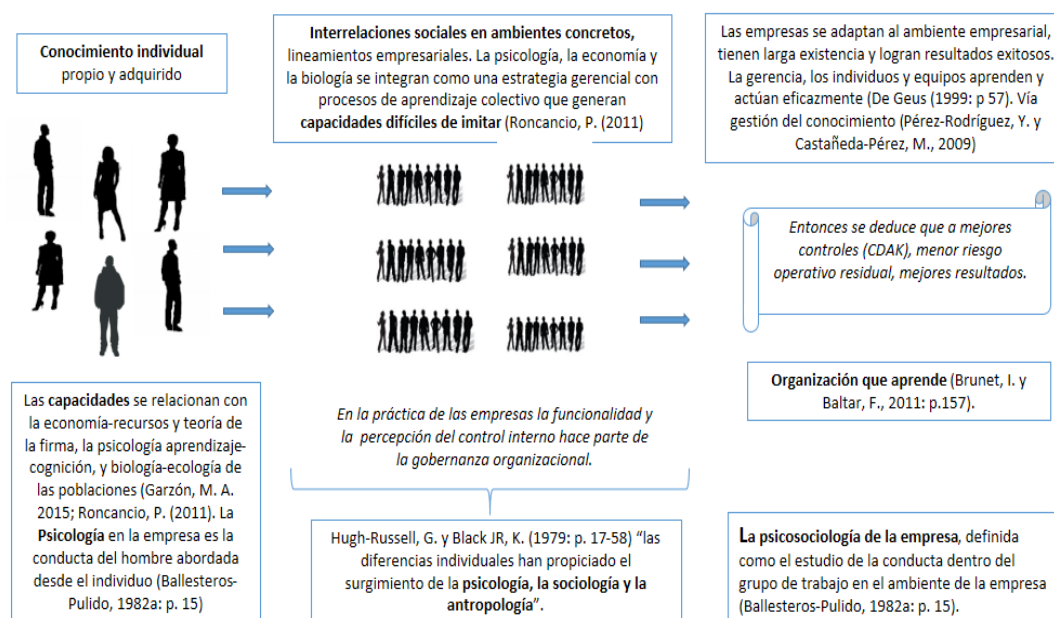 Conocimiento individual
propio y adquirido
Interrelaciones sociales en ambientes concretos,
lineamientos empresariales. La psicología, la economía y
la biología se integran como una estrategia gerencial con
procesos de aprendizaje colectivo que generan
capacidades difíciles de imitar (Roncancio, P. (2011)
Las empresas se adaptan al ambiente empresarial,
tienen larga existencia y logran resultados exitosos.
La gerencia, los individuos y equipos aprenden y
actúan eficazmente (De Geus (1999: p 57). Vía
gestión del conocimiento (Pérez-Rodríguez, Y. y
Castañeda-Pérez, M., 2009)
Entonces se deduce que a mejores
controles (CDAK), menor riesgo
operativo residual, mejores resultados.
Organización que aprende (Brunet, I. y
Baltar, F., 2011: p.157).
Las capacidades se relacionan con
la economía-recursos y teoría de
la firma, la psicología aprendizaje-
cognición, y biología-ecología de
las poblaciones (Garzón, M. A.
2015; Roncancio, P. (2011). La
Psicología en la empresa es la
conducta del hombre abordada
desde el individuo (Ballesteros-
Pulido, 1982a: p. 15)
En la práctica de las empresas la funcionalidad y
la percepción del control interno hace parte de
la gobernanza organizacional.
Hugh-Russell, G. y Black JR, K. (1979: p. 17-58) “las
diferencias individuales han propiciado el
surgimiento de la psicología, la sociología y la
antropología”.
La psicosociología de la empresa, definida
como el estudio de la conducta dentro del
grupo de trabajo en el ambiente de la empresa
(Ballesteros-Pulido, 1982a: p. 15).